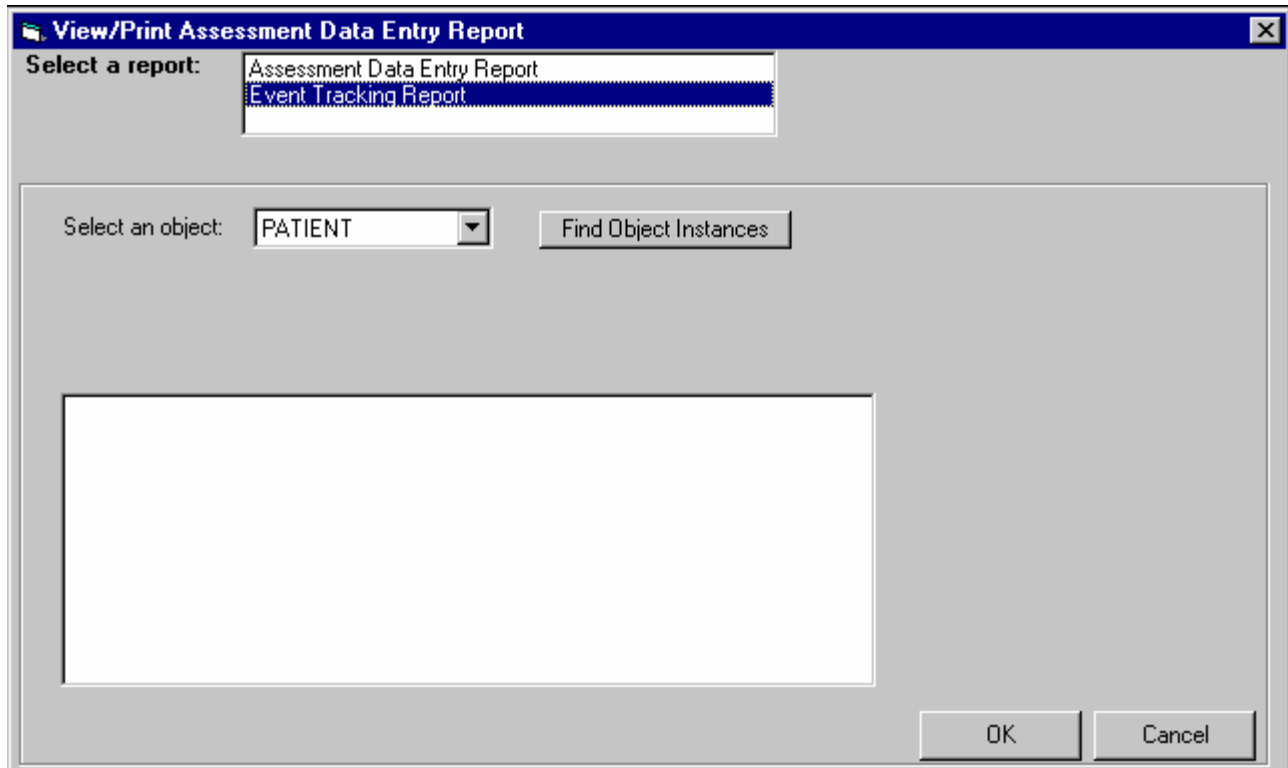 View/Print Assessment Data Entry Report
Select a report:
Assessment Data Entry Report
Event Tracking Report
Select an object:
PATIENT
Find Object Instances
OK
Cancel